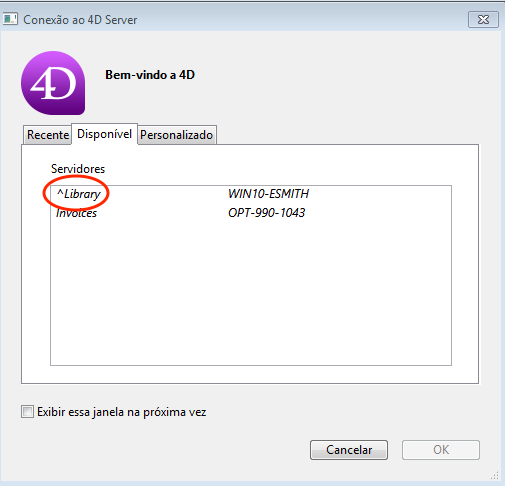 Conexão ao 4D Server
4D
Bem-vindo a 4D
Recente Disponível Personalizado
Servidores
^Library WIN10-ESMITH
Invoices OPT-990-1043
Exibir essa janela na próxima vez
Cancelar OK